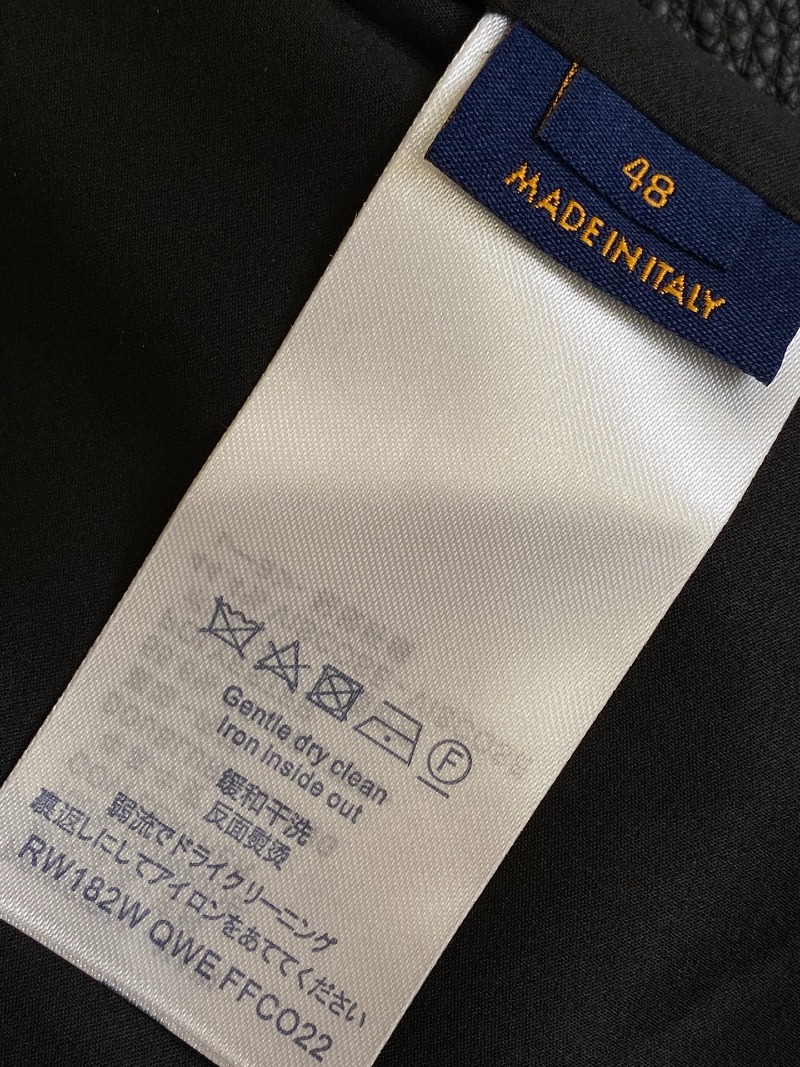 48
MADE IN ITALY
F
Gentle dry clean
Iron inside out
缓和干洗
反面熨烫
弱流でドライクリーニング
裏返しにしてアイロンをあててください
RW182W QWE FFCO22